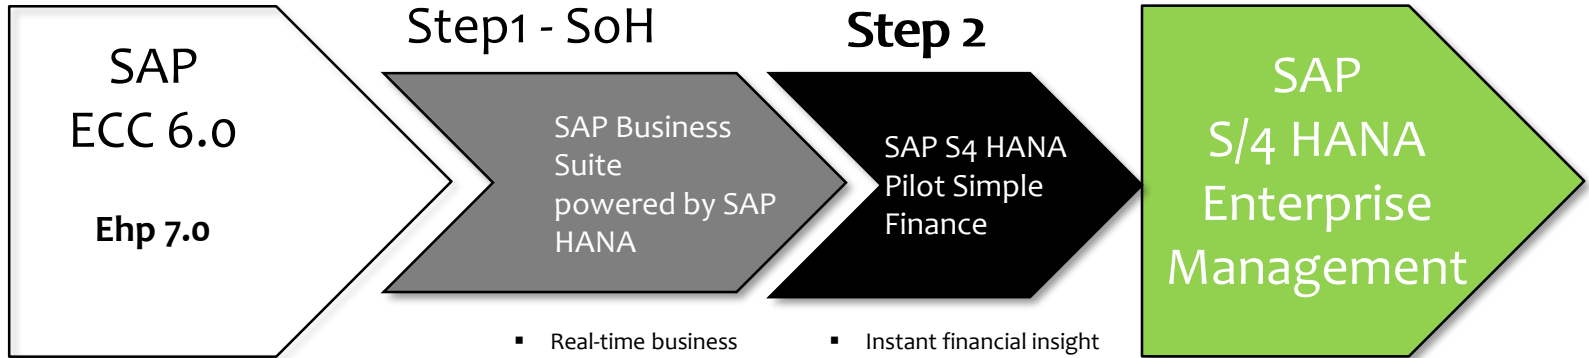 SAP
ECC 6.0
Ehp 7.0
Step1 - SoH
SAP Business
Suite
powered by SAP
HANA
▪ Real-time business
Step 2
SAP S4 HANA
Pilot Simple
Finance
▪ Instant financial insight
SAP
S/4 HANA
Enterprise
Management